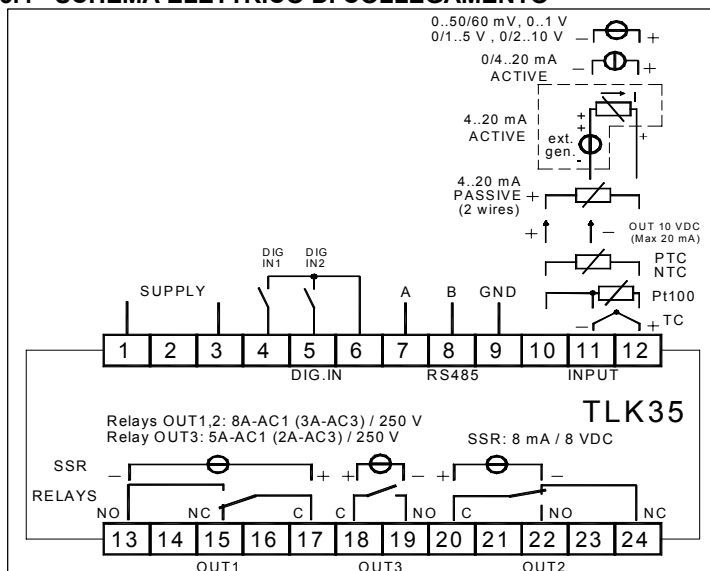 SCHEMA ELETTRICO DI COLLEGAMENTO
0..50/60 mV, 0..1 V
0/1..5 V , 0/2..10 V
- +
0/4..20 mA
ACTIVE
- +
4..20 mA
ACTIVE
I
+
+
ext.
gen.
-
+
4..20 mA
PASSIVE +
(2 wires)
+ -
OUT 10 VDC
(Max 20 mA)
PTC
NTC
Pt100
- + TC
DIG
IN1
DIG
IN2
SUPPLY
A B GND
1 2 3 4 5 6 7 8 9 10 11 12
DIG.IN RS485 INPUT
TLK35
Relays OUT1,2: 8A-AC1 (3A-AC3) / 250 V
Relay OUT3: 5A-AC1 (2A-AC3) / 250 V
SSR: 8 mA / 8 VDC
SSR - + + - + -
RELAYS
NO NC C C NO C NO NC
13 14 15 16 17 18 19 20 21 22 23 24
OUT1 OUT3 OUT2